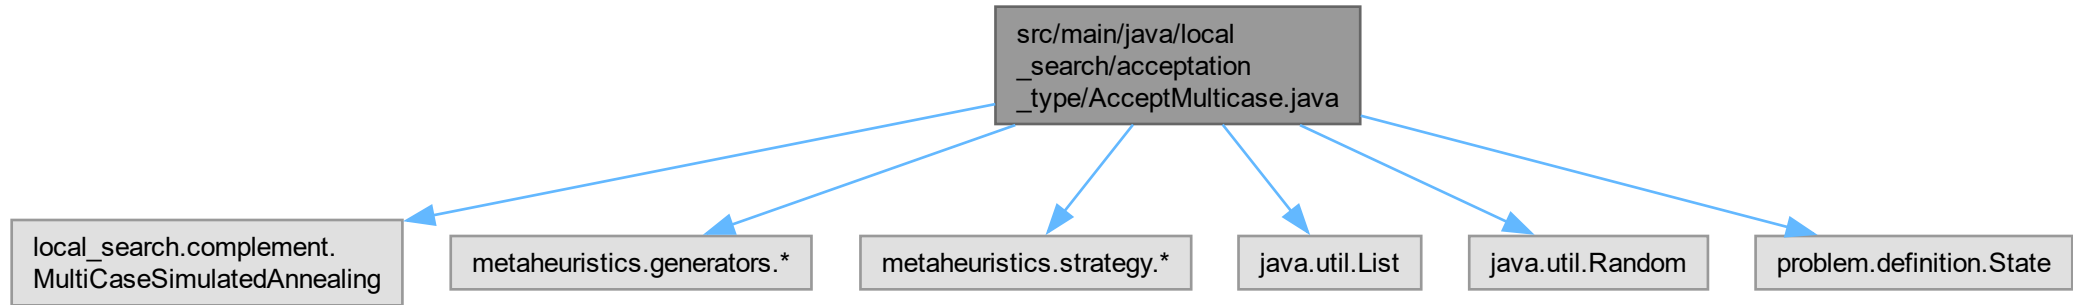 src/main/java/local
_search/acceptation
_type/AcceptMulticase.java
local_search.complement.
MultiCaseSimulatedAnnealing
metaheuristics.generators.*
metaheuristics.strategy.*
java.util.List
java.util.Random
problem.definition.State